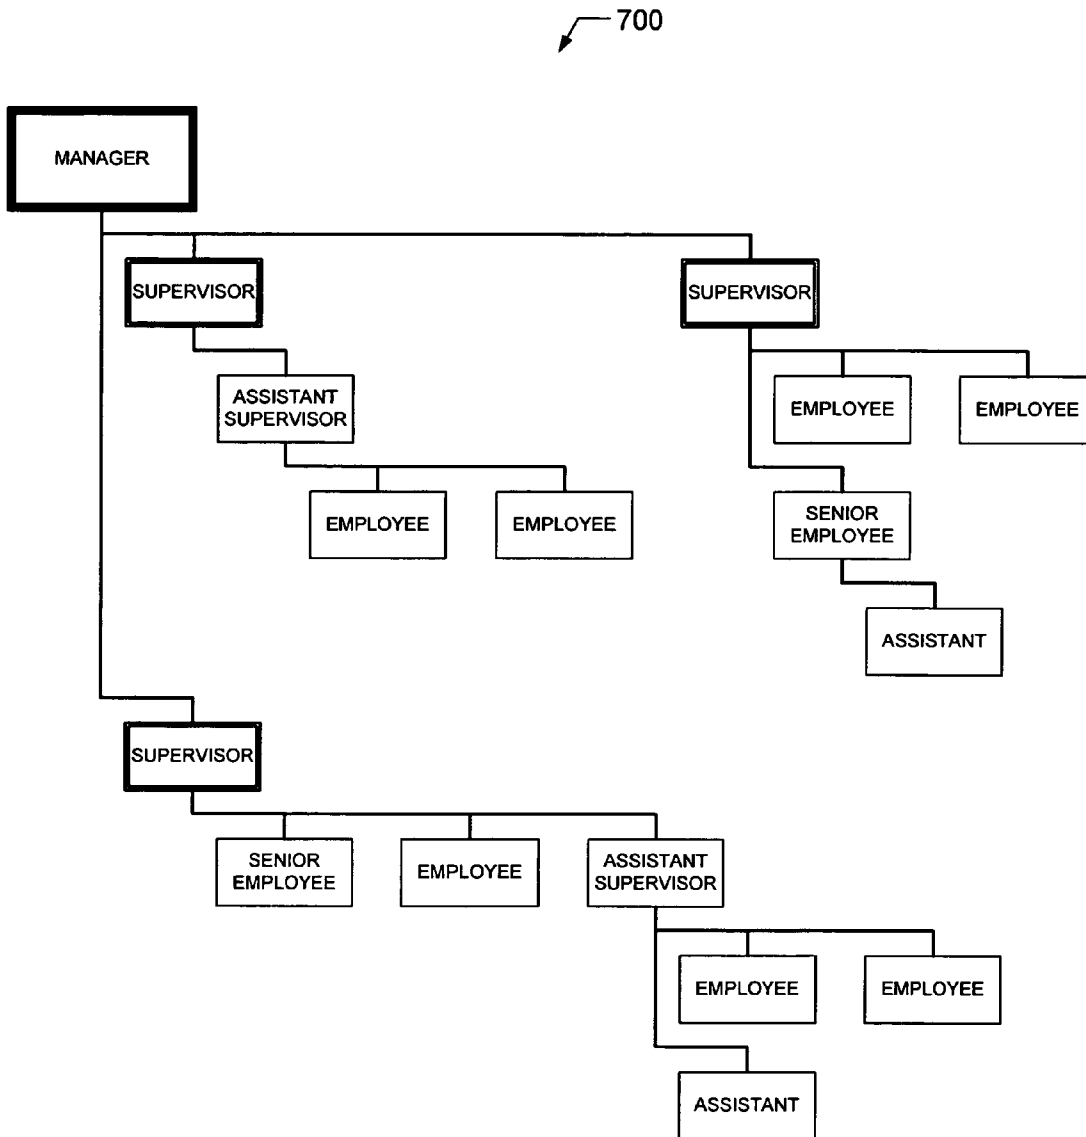 700
MANAGER
SUPERVISOR
SUPERVISOR
ASSISTANT
SUPERVISOR
EMPLOYEE
EMPLOYEE
EMPLOYEE
EMPLOYEE
SENIOR
EMPLOYEE
ASSISTANT
SUPERVISOR
SENIOR
EMPLOYEE
EMPLOYEE
ASSISTANT
SUPERVISOR
EMPLOYEE
EMPLOYEE
ASSISTANT